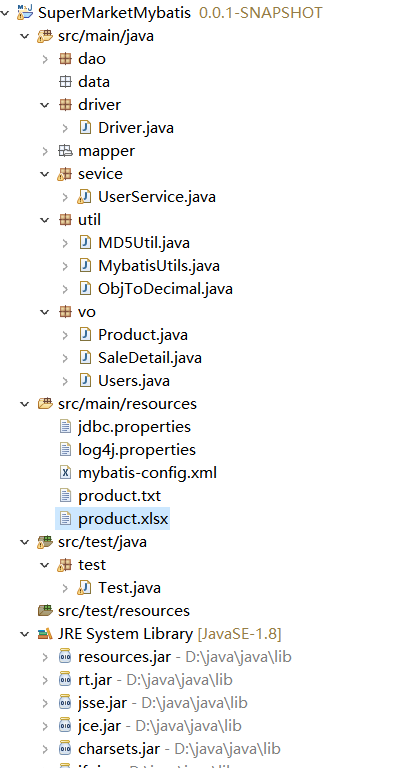 SuperMarketMybatis 0.0.1-SNAPSHOT
src/main/java
dao
data
driver
Driver.java
mapper
sevice
UserService.java
util
MD5Util.java
MybatisUtils.java
ObjToDecimal.java
vo
Product.java
SaleDetail.java
Users.java
src/main/resources
jdbc.properties
log4j.properties
mybatis-config.xml
product.txt
product.xlsx
src/test/java
test
Test.java
src/test/resources
JRE System Library [JavaSE-1.8]
resources.jar - D:\java\java\lib
rt.jar - D:\java\java\lib
jsse.jar - D:\java\java\lib
jce.jar - D:\java\java\lib
charsets.jar - D:\java\java\lib